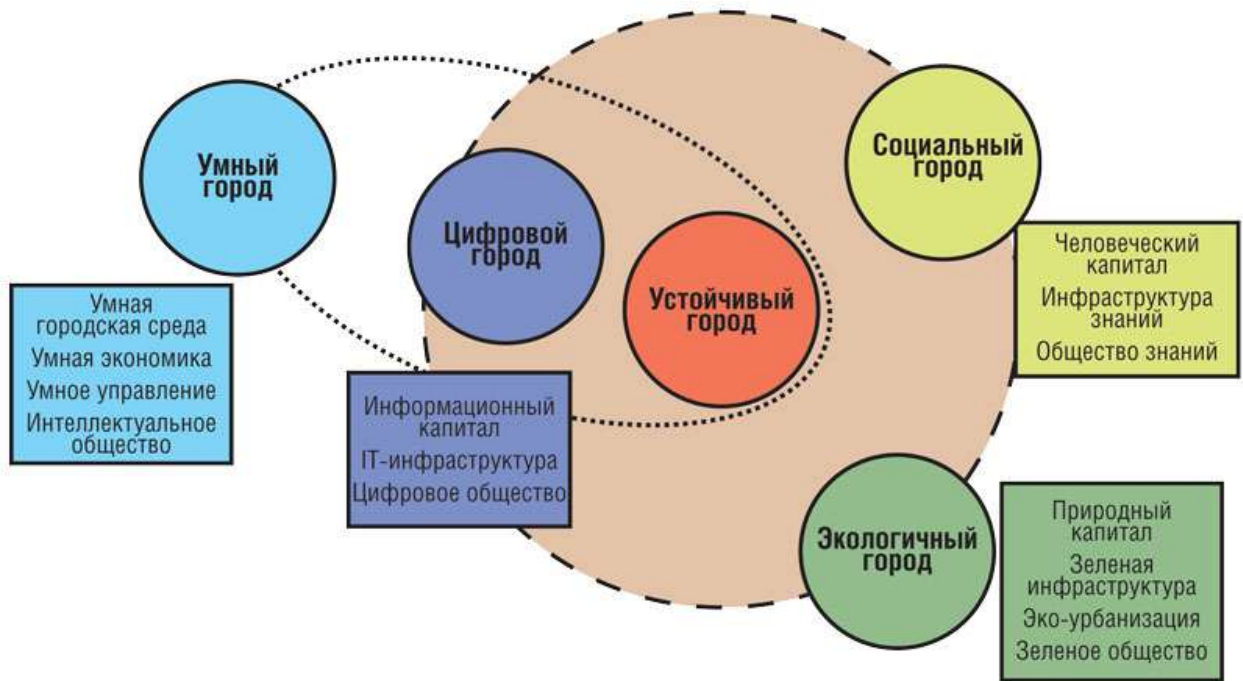 Умный
город
Умная
городская среда
Умная экономика
Умное управление
Интеллектуальное
общество
Цифровой
город
Информационный
капитал
IT-инфраструктура
Цифровое общество
Устойчивый
город
Социальный
город
Человеческий
капитал
Инфраструктура
знаний
Общество знаний
Экологичный
город
Природный
капитал
Зеленая
инфраструктура
Эко-урбанизация
Зеленое общество